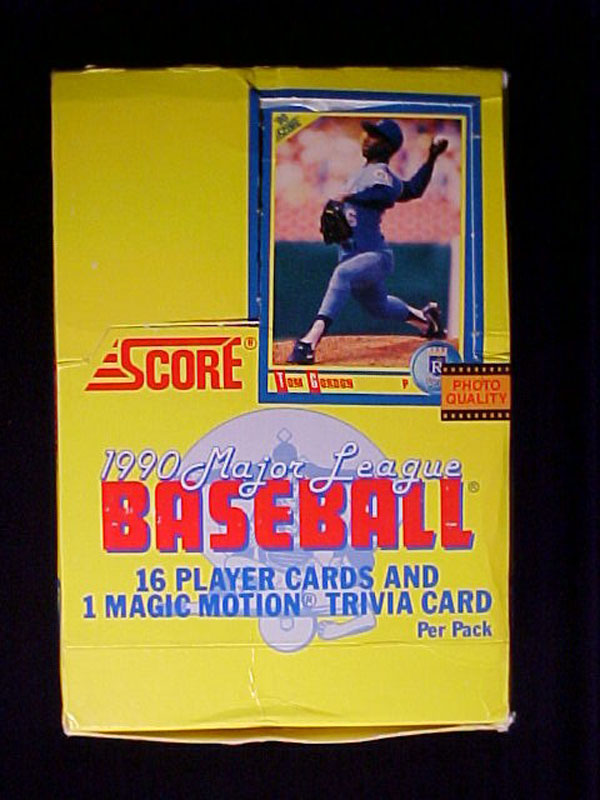 '90 SCORE
SCORE®
TOM GORDON P
R
PHOTO
QUALITY
1990 Major League
BASEBALL®
16 PLAYER CARDS AND
1 MAGIC MOTION® TRIVIA CARD
Per Pack